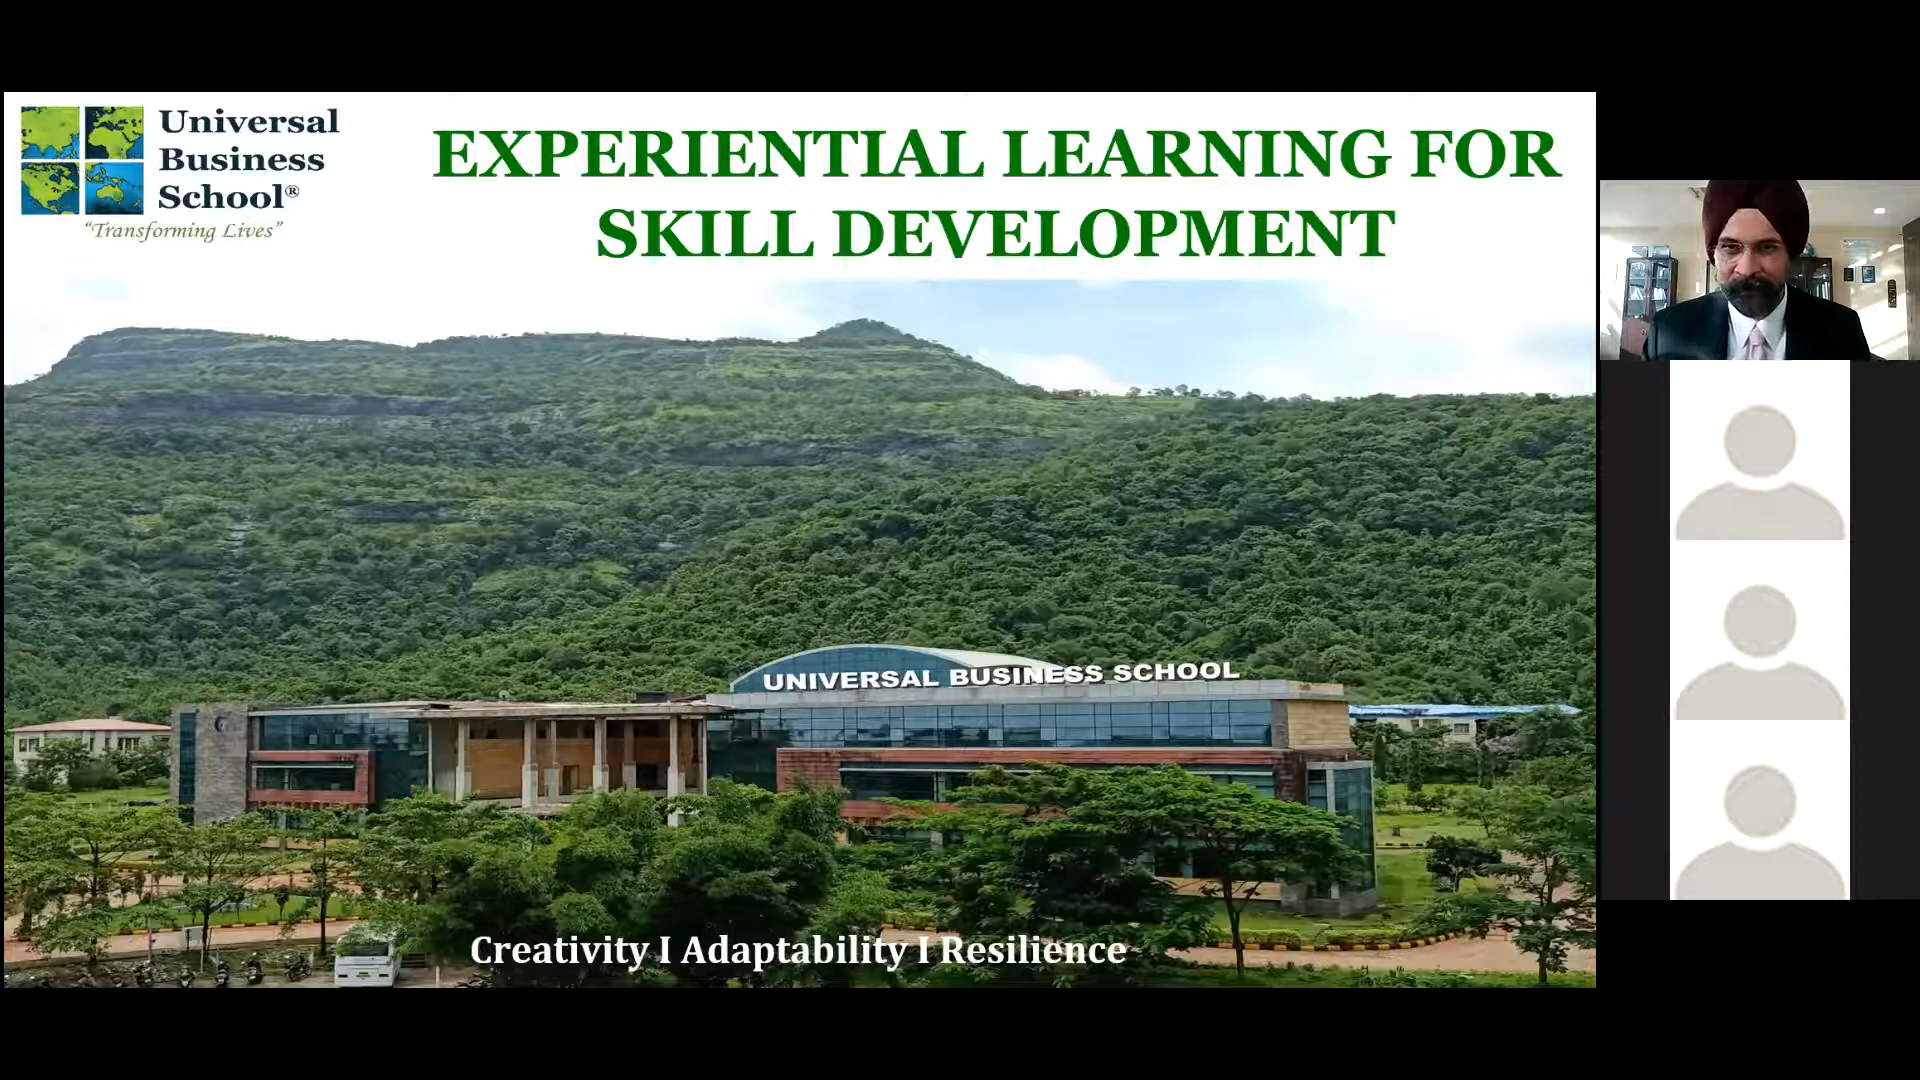 Universal
Business
School®
“Transforming Lives”
EXPERIENTIAL LEARNING FOR
SKILL DEVELOPMENT
UNIVERSAL BUSINESS SCHOOL
Creativity I Adaptability I Resilience